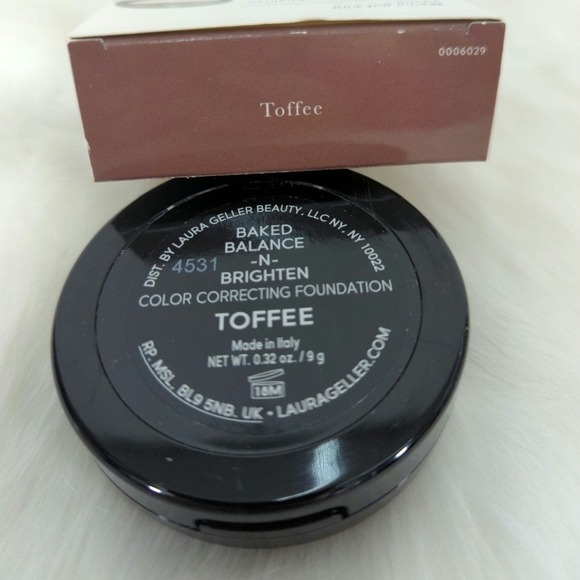 0006029
Toffee
DIST. BY LAURA GELLER BEAUTY, LLC NY, NY 10022
4531
BAKED
BALANCE
-N-
BRIGHTEN
COLOR CORRECTING FOUNDATION
TOFFEE
Made in Italy
NET WT. 0.32 oz. / 9 g
18M
RP. MSL, BL9 5NB. UK • LAURAGELLER.COM